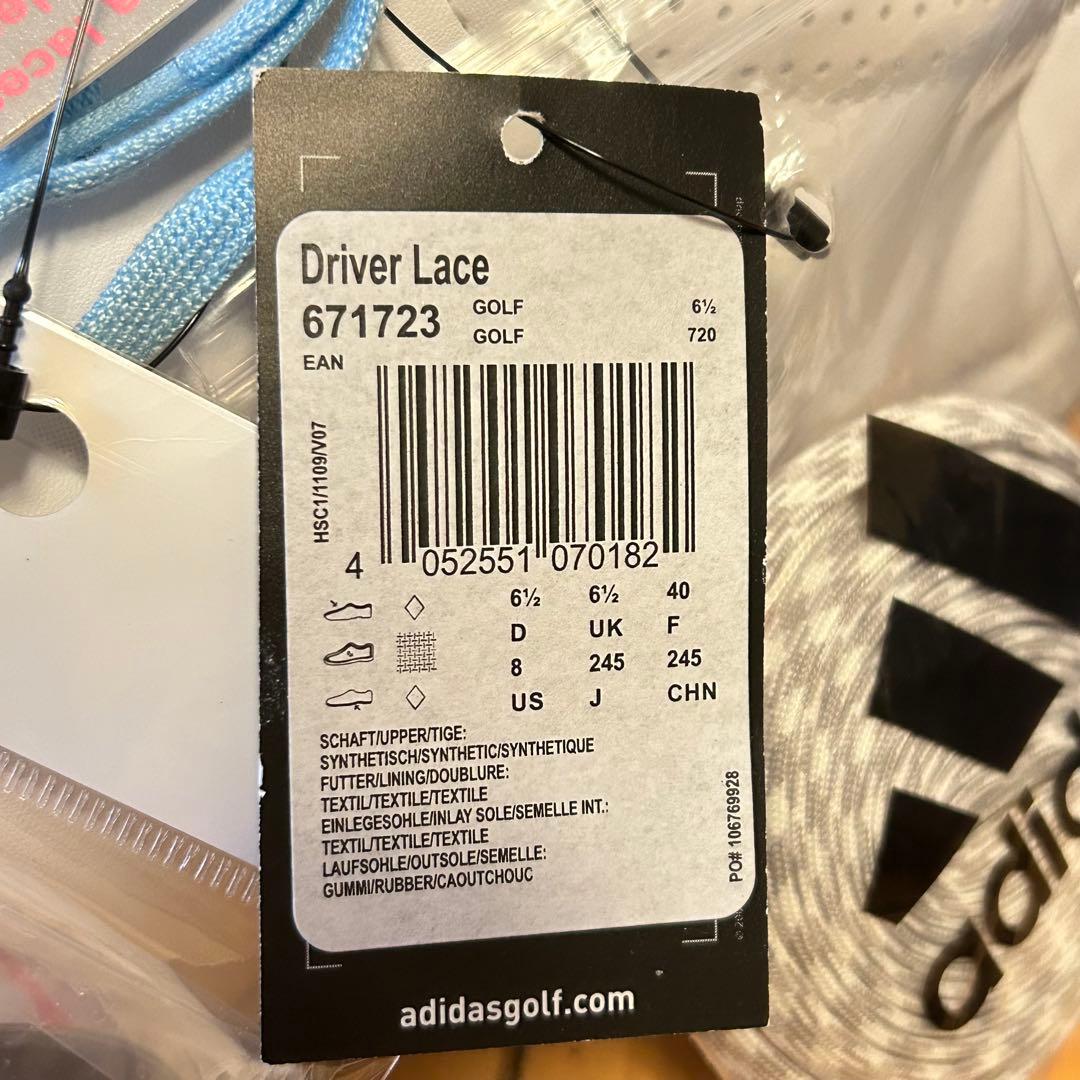 Driver Lace
671723 GOLF 6½
GOLF 720
EAN
HSC1/1109/V07
4 052551 070182
6½ 6½ 40
D UK F
8 245 245
US J CHN
SCHAFT/UPPER/TIGE:
SYNTHETISCH/SYNTHETIC/SYNTHETIQUE
FUTTER/LINING/DOUBLURE:
TEXTIL/TEXTILE/TEXTILE
EINLEGESOHLE/INLAY SOLE/SEMELLE INT.:
TEXTIL/TEXTILE/TEXTILE
LAUFSOHLE/OUTSOLE/SEMELLE:
GUMMI/RUBBER/CAOUTCHOUC
PO# 106769928
adidasgolf.com